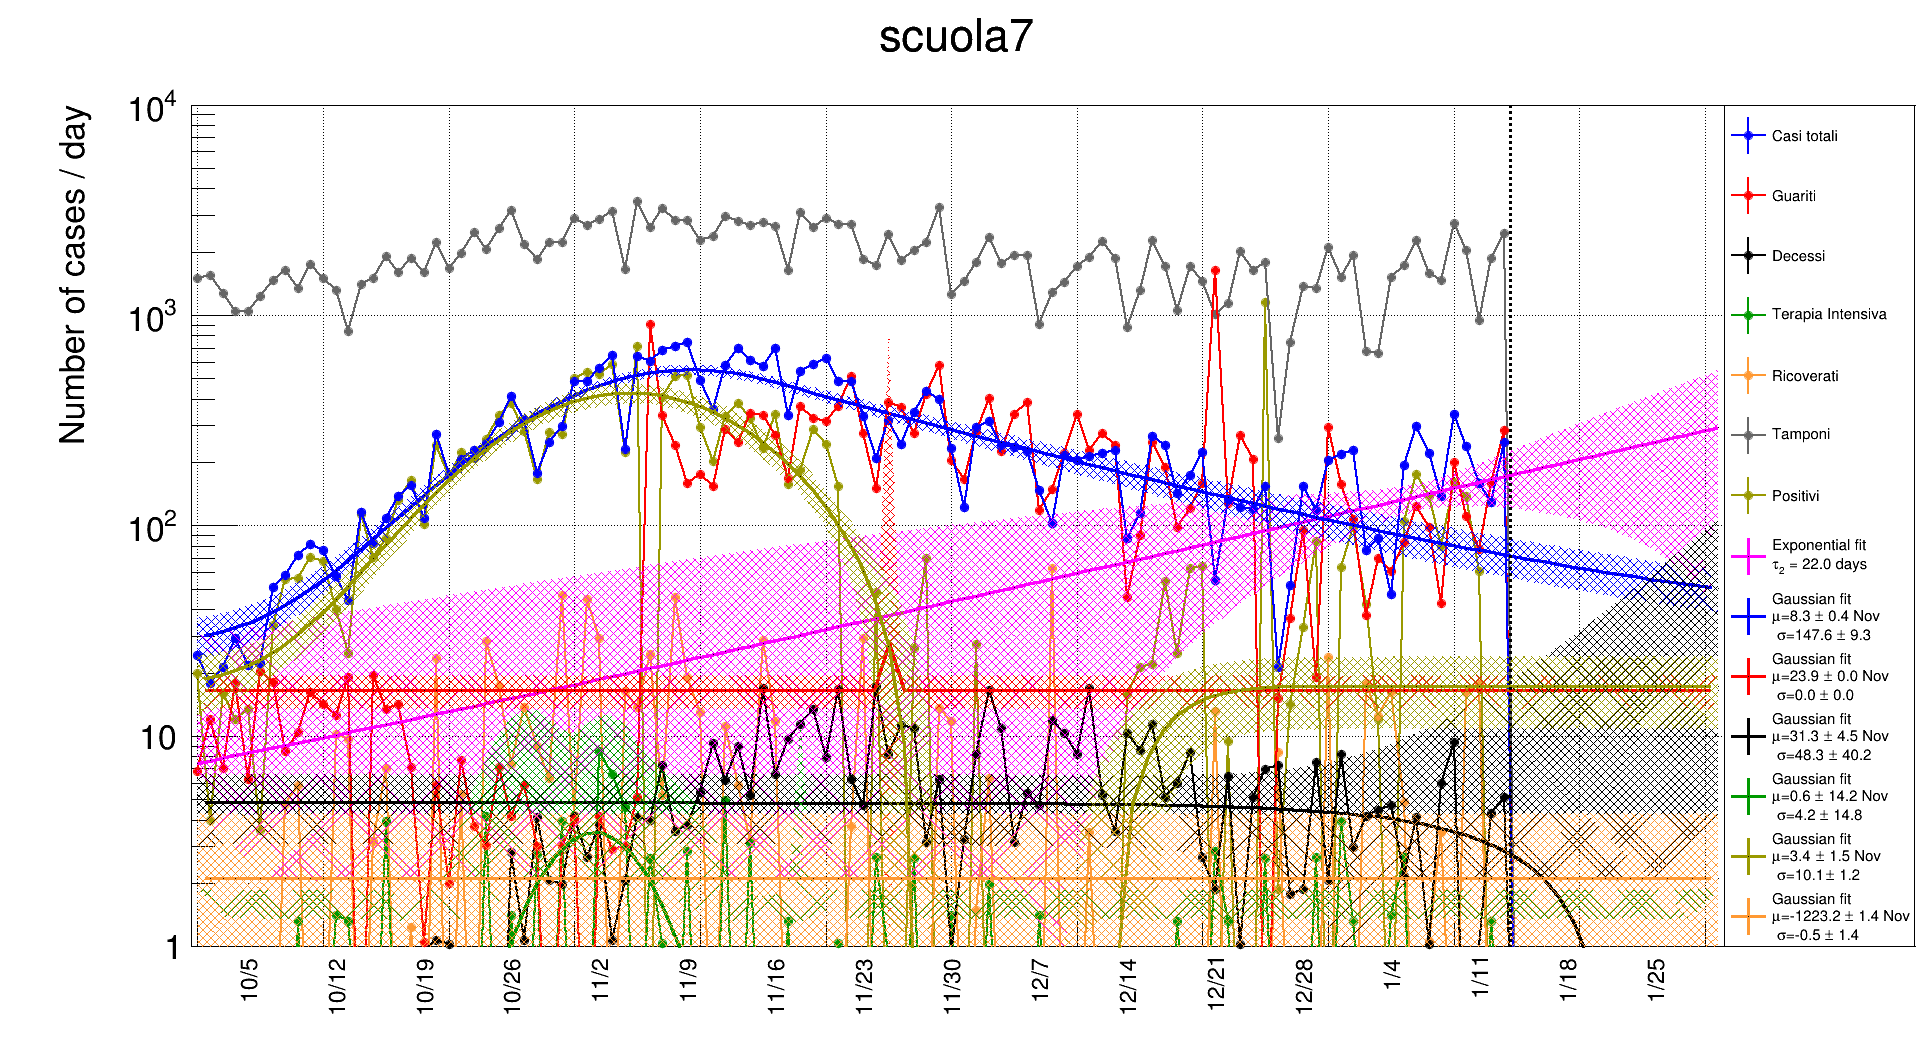 scuola7
Number of cases / day
10^4
10^3
10^2
10
1
10/5
10/12
10/19
10/26
11/2
11/9
11/16
11/23
11/30
12/7
12/14
12/21
12/28
1/4
1/11
1/18
1/25
Casi totali
Guariti
Decessi
Terapia Intensiva
Ricoverati
Tamponi
Positivi
Exponential fit
τ₂ = 22.0 days
Gaussian fit
μ=8.3 ± 0.4 Nov
σ=147.6 ± 9.3
Gaussian fit
μ=23.9 ± 0.0 Nov
σ=0.0 ± 0.0
Gaussian fit
μ=31.3 ± 4.5 Nov
σ=48.3 ± 40.2
Gaussian fit
μ=0.6 ± 14.2 Nov
σ=4.2 ± 14.8
Gaussian fit
μ=3.4 ± 1.5 Nov
σ=10.1 ± 1.2
Gaussian fit
μ=-1223.2 ± 1.4 Nov
σ=-0.5 ± 1.4